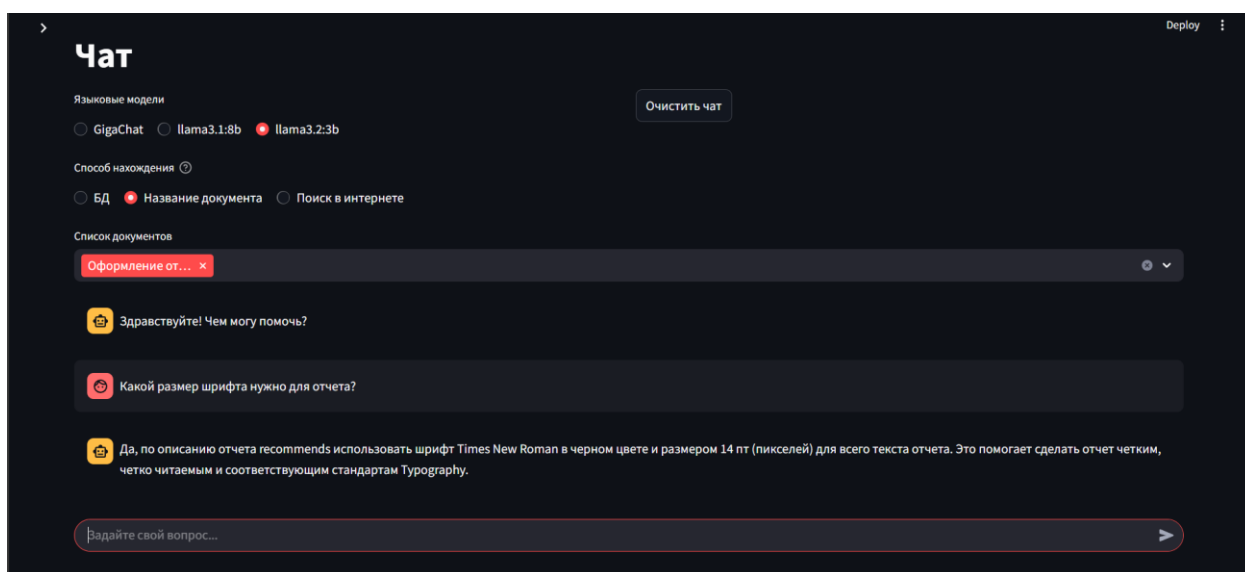 Deploy
Чат
Языковые модели
Очистить чат
GigaChat llama3.1:8b llama3.2:3b
Способ нахождения
БД Название документа Поиск в интернете
Список документов
Оформление от...
Здравствуйте! Чем могу помочь?
Какой размер шрифта нужно для отчета?
Да, по описанию отчета recommends использовать шрифт Times New Roman в черном цвете и размером 14 пт (пикселей) для всего текста отчета. Это помогает сделать отчет четким,
четко читаемым и соответствующим стандартам Typography.
Задайте свой вопрос...